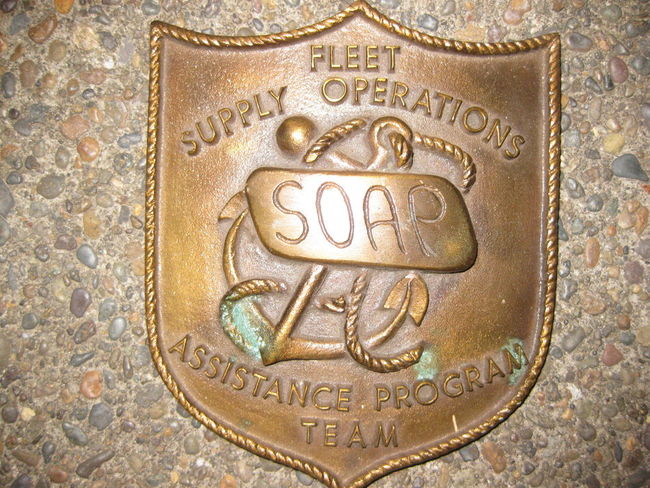 FLEET
SUPPLY OPERATIONS
SOAP
ASSISTANCE PROGRAM
TEAM